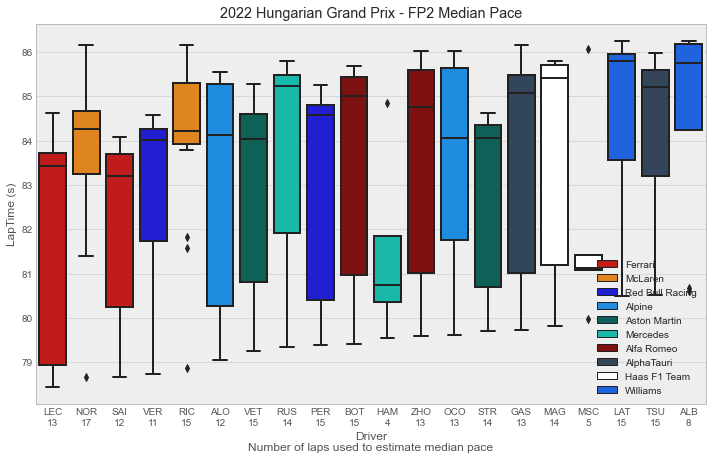 2022 Hungarian Grand Prix - FP2 Median Pace
LapTime (s)
86
85
84
83
82
81
80
79
Ferrari
McLaren
Red Bull Racing
Alpine
Aston Martin
Mercedes
Alfa Romeo
AlphaTauri
Haas F1 Team
Williams
LEC NOR SAI VER RIC ALO VET RUS PER BOT HAM ZHO OCO STR GAS MAG MSC LAT TSU ALB
13 17 12 11 15 12 15 14 15 15 4 13 13 14 13 14 5 15 15 8
Driver
Number of laps used to estimate median pace